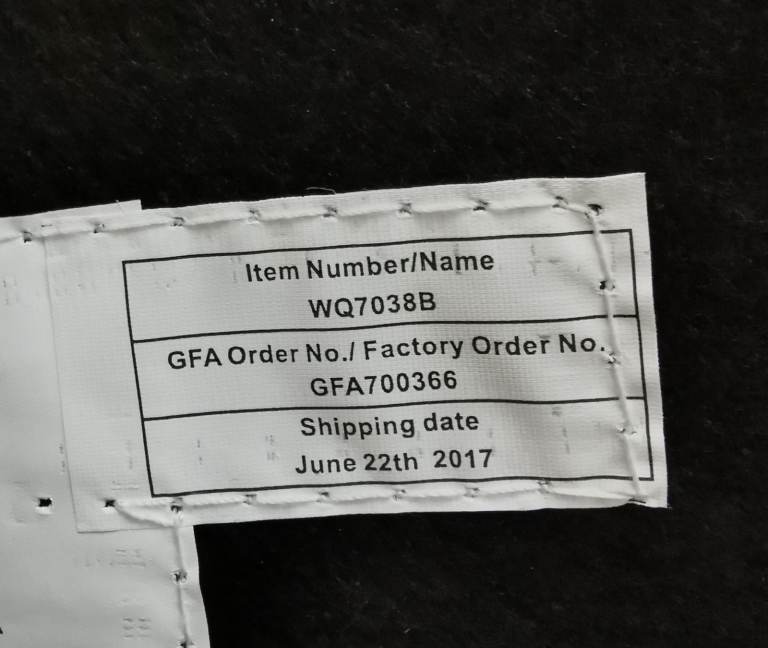 Item Number/Name
WQ7038B
GFA Order No./ Factory Order No.
GFA700366
Shipping date
June 22th 2017